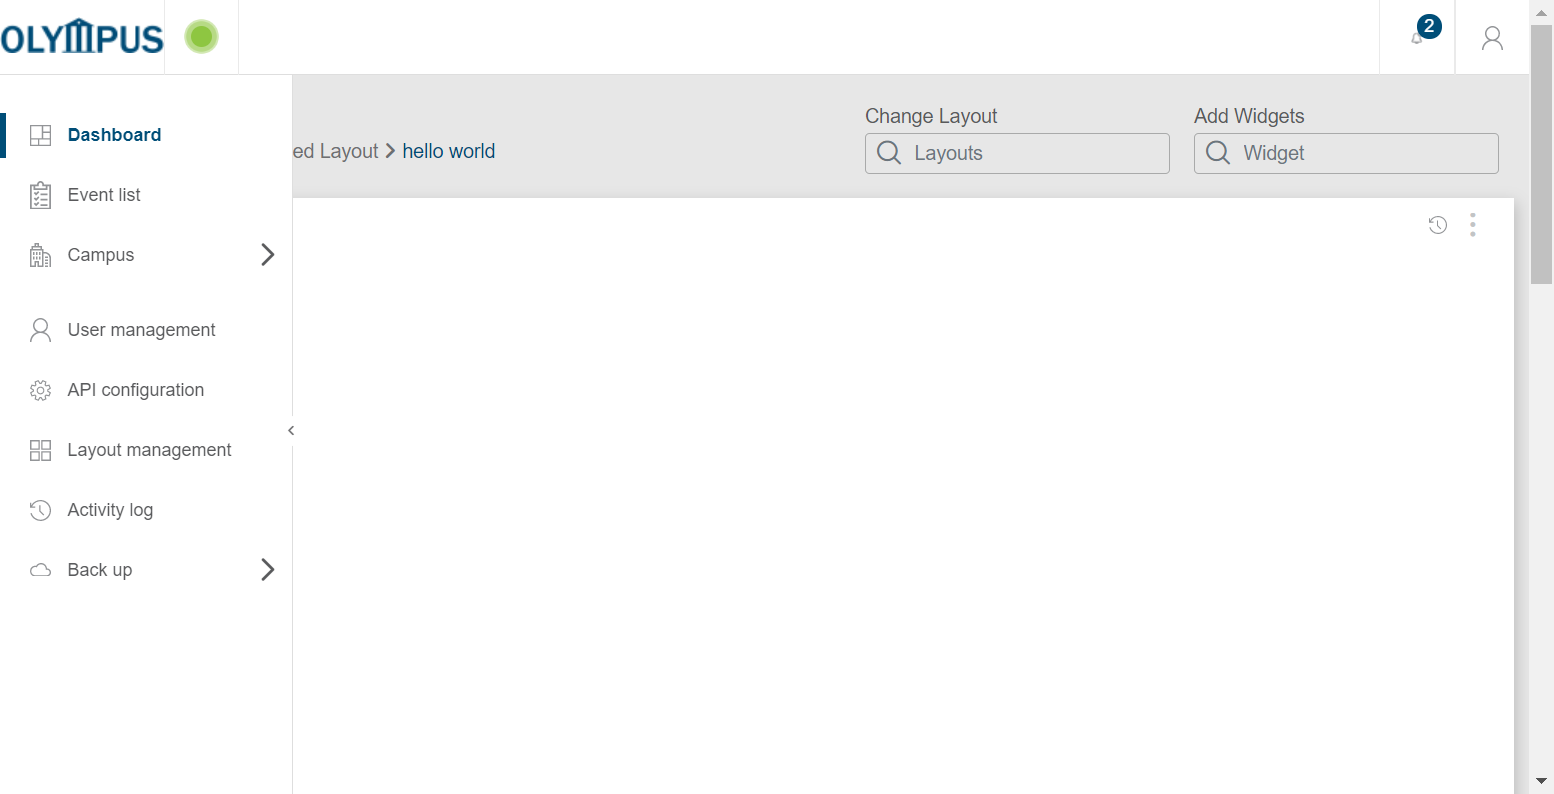 OLYMPUS
2
Dashboard
Event list
Campus
User management
API configuration
Layout management
Activity log
Back up
ed Layout
hello world
Change Layout
Layouts
Add Widgets
Widget